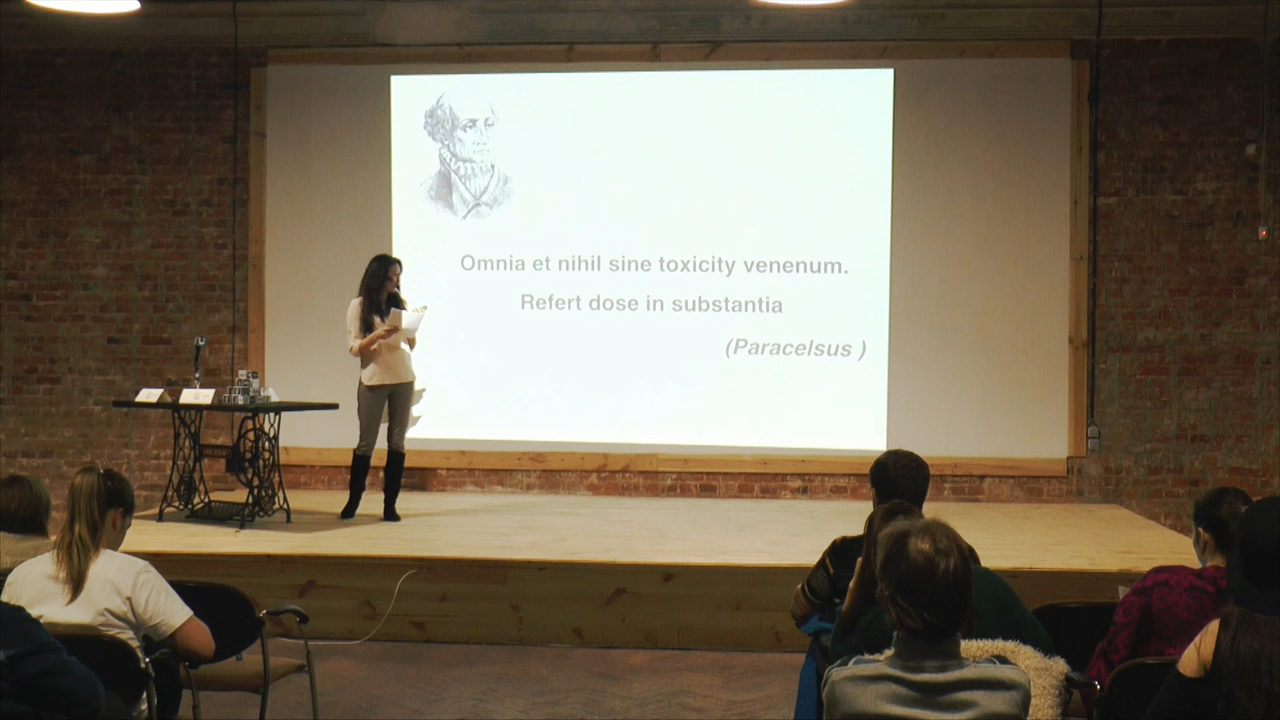 Omnia et nihil sine toxicity venenum.
Refert dose in substantia
(Paracelsus )